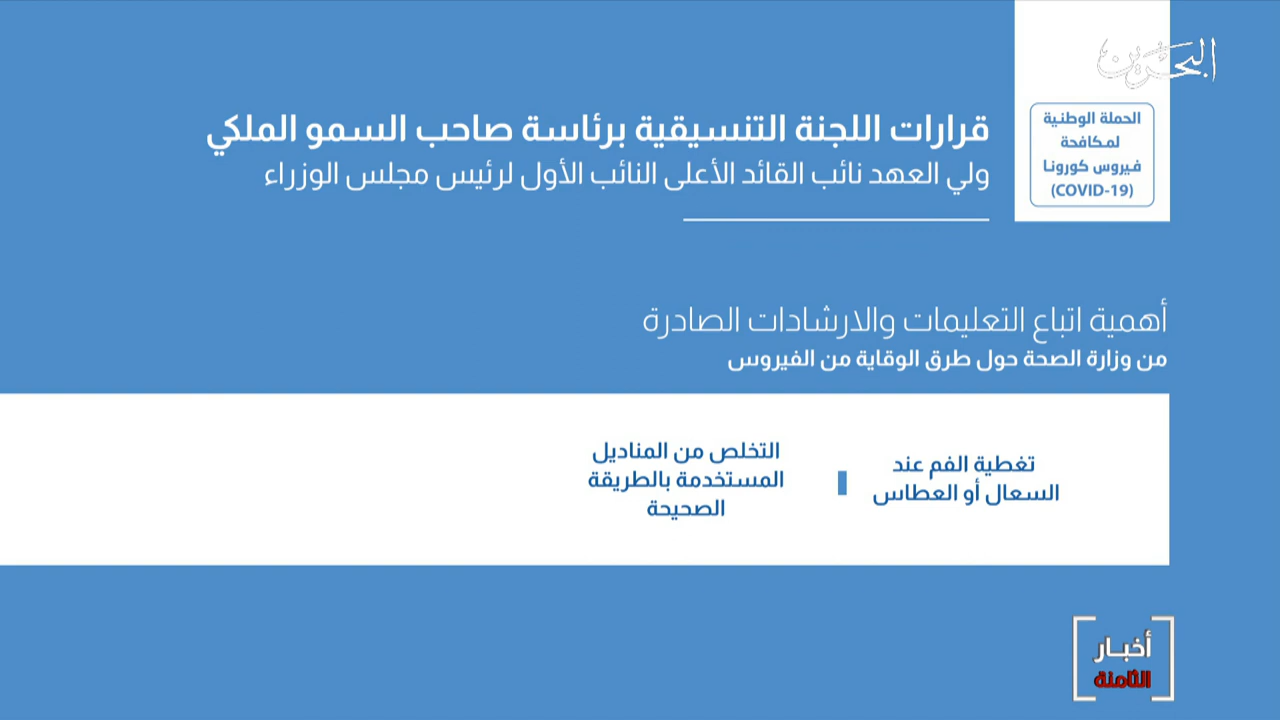 البحرين
الحملة الوطنية
لمكافحة
فيروس كورونا
(COVID-19)
قرارات اللجنة التنسيقية برئاسة صاحب السمو الملكي
ولي العهد نائب القائد الأعلى النائب الأول لرئيس مجلس الوزراء
أهمية اتباع التعليمات والارشادات الصادرة
من وزارة الصحة حول طرق الوقاية من الفيروس
تغطية الفم عند
السعال أو العطاس
التخلص من المناديل
المستخدمة بالطريقة
الصحيحة
أخبار
الثامنة